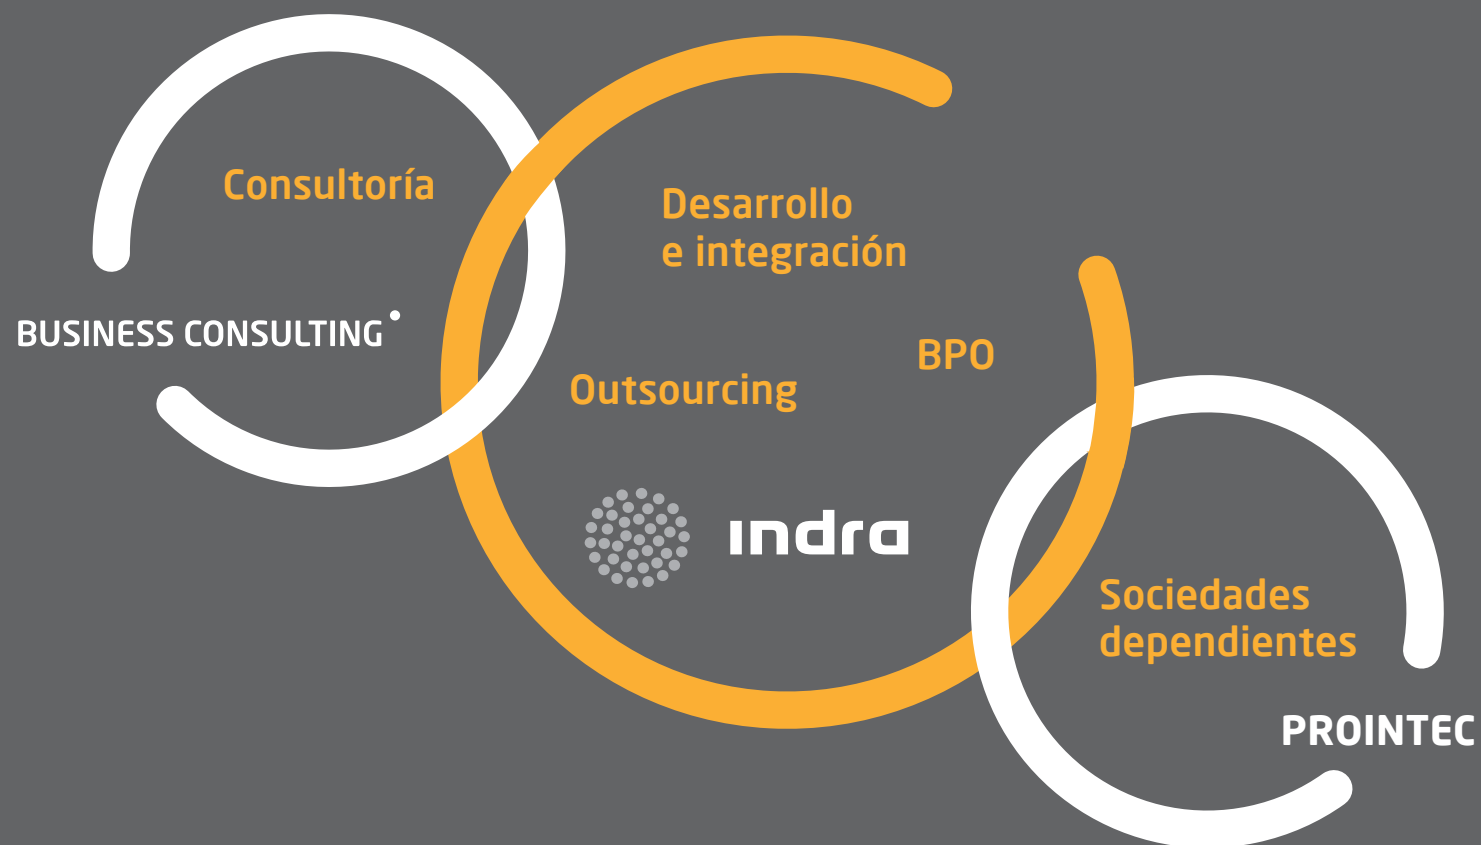 Consultoría
BUSINESS CONSULTING
Desarrollo
e integración
BPO
Outsourcing
indra
Sociedades
dependientes
PROINTEC